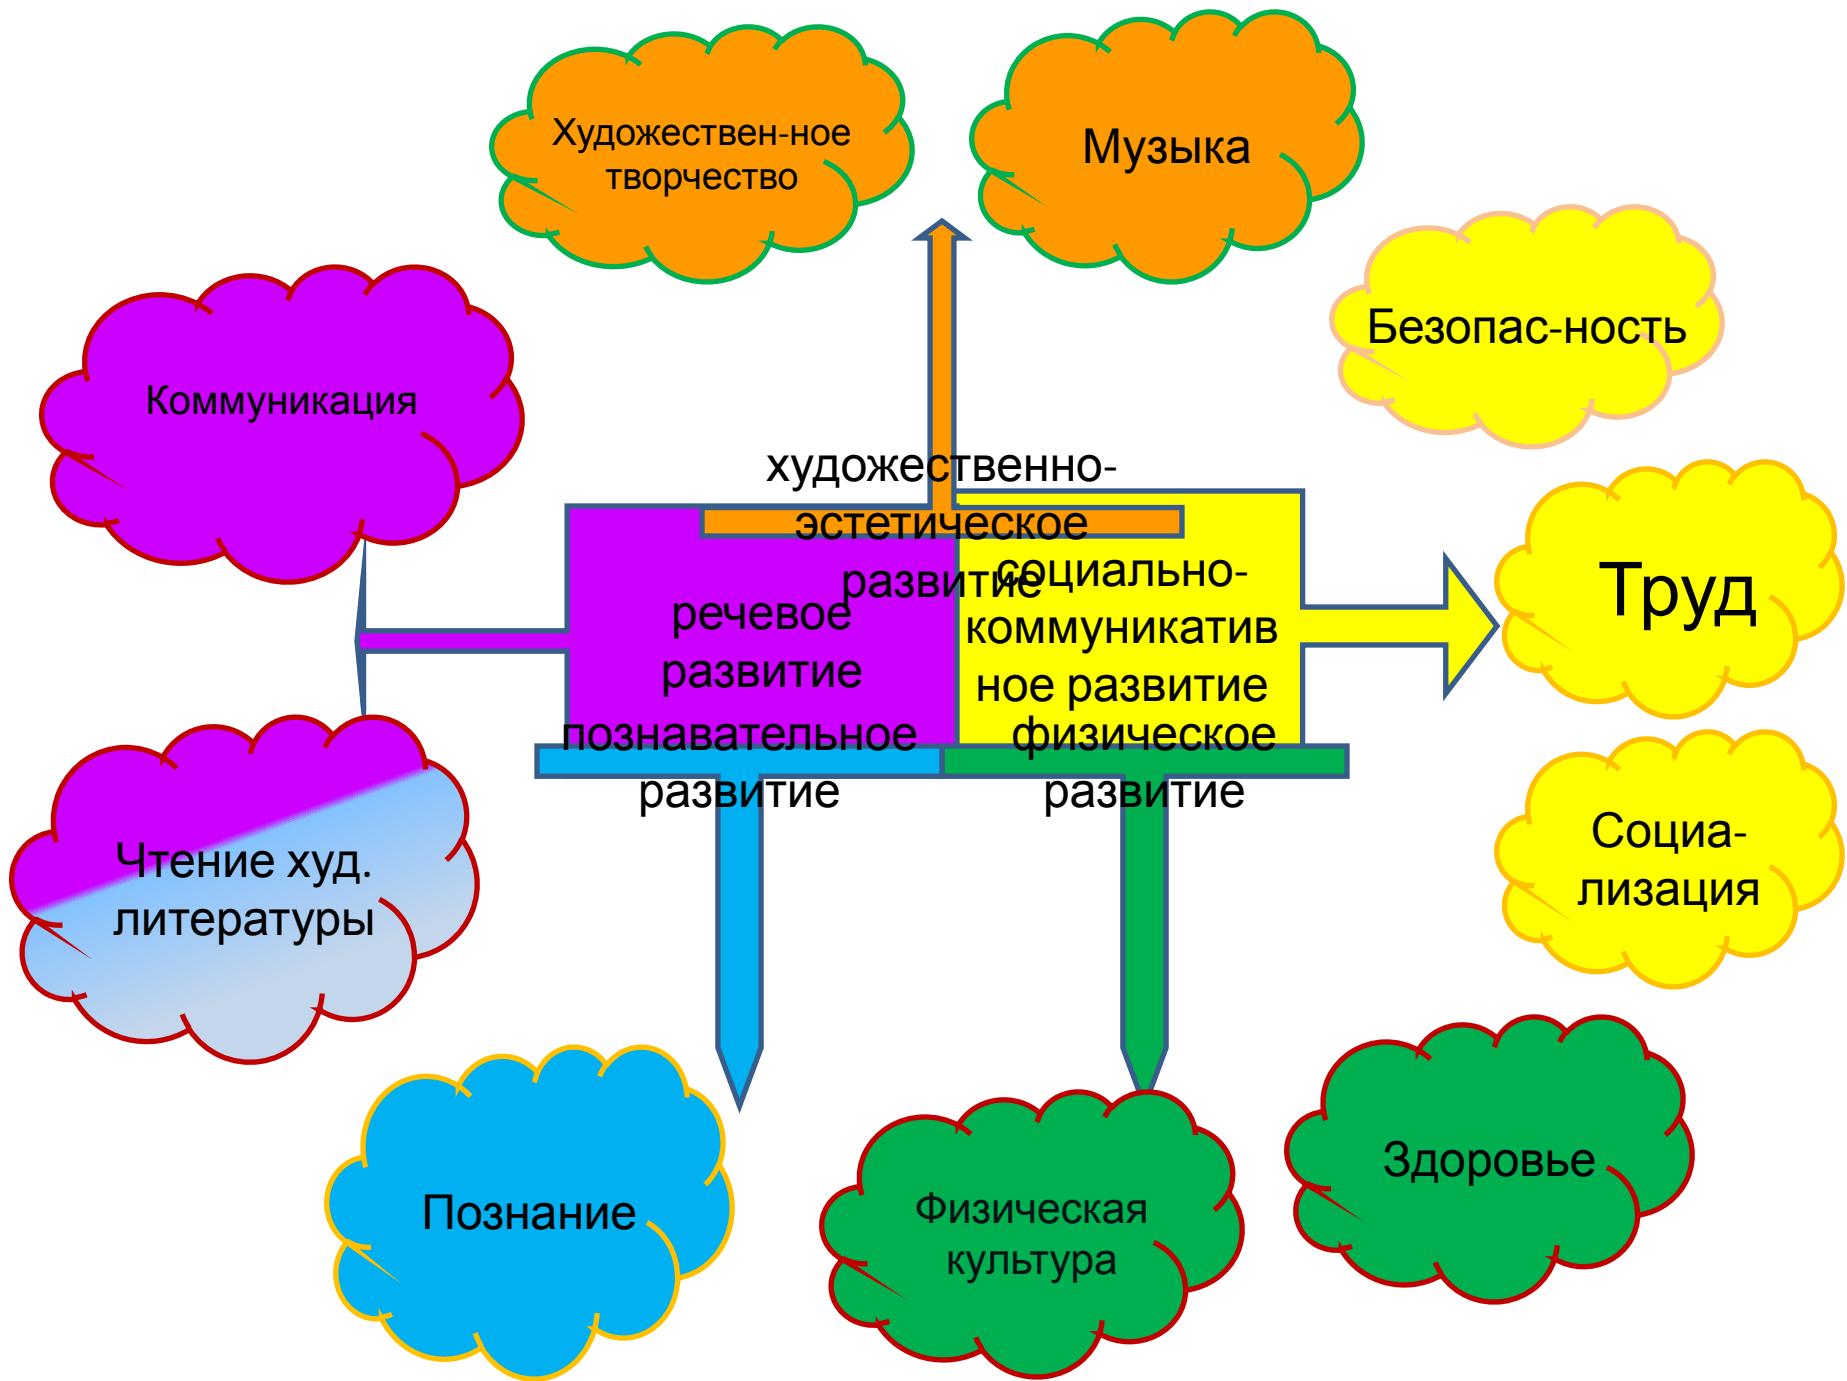 Художествен-ное
творчество
Музыка
Безопас-ность
Коммуникация
художественно-
эстетическое
развитие
речевое
развитие
социально-
коммуникатив
ное развитие
Труд
познавательное
развитие
физическое
развитие
Социа-
лизация
Чтение худ.
литературы
Познание
Физическая
культура
Здоровье